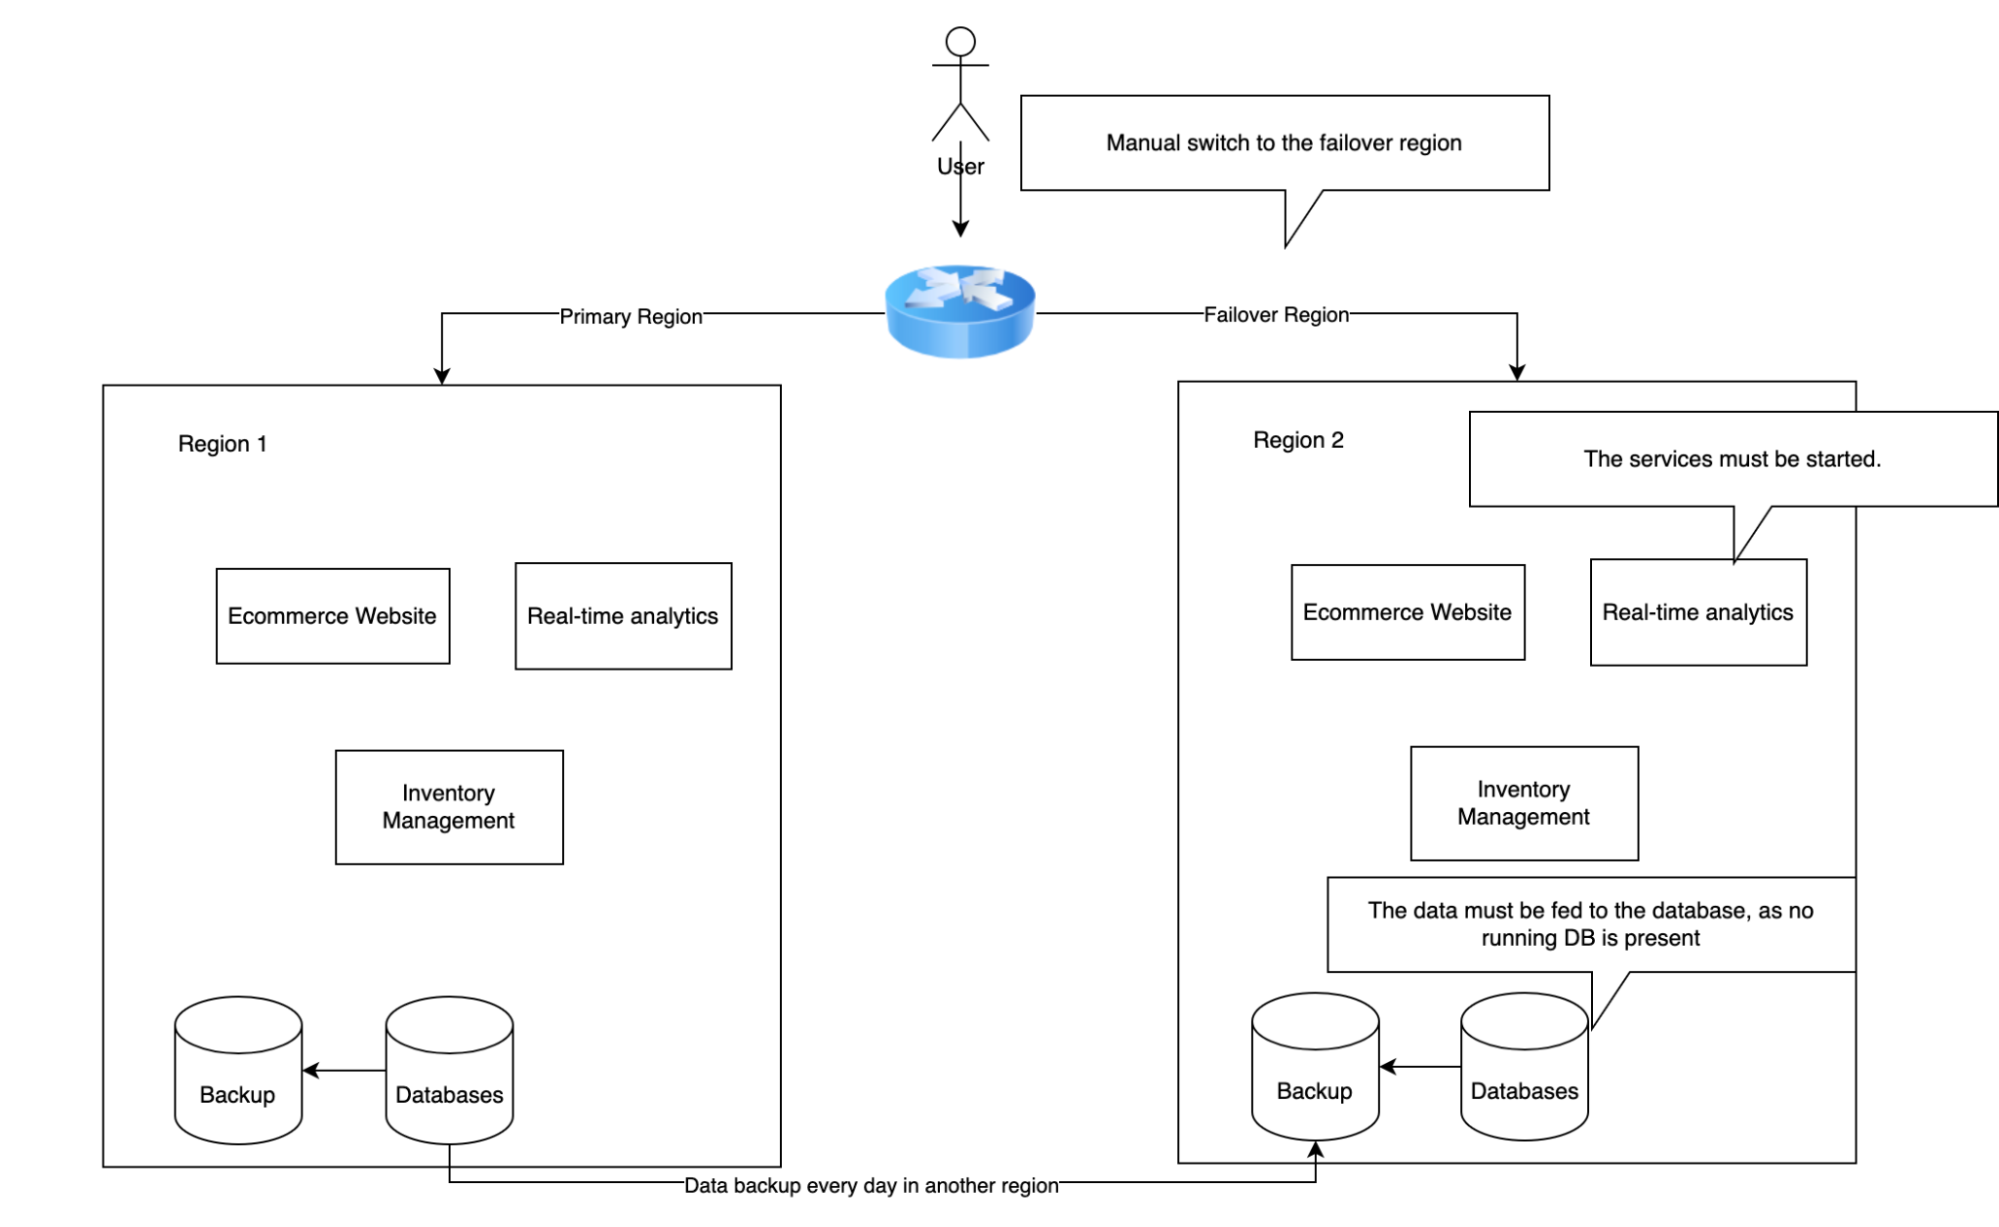 User
Manual switch to the failover region
Primary Region
Failover Region
Region 1
Ecommerce Website
Real-time analytics
Inventory
Management
Backup
Databases
Region 2
The services must be started.
Ecommerce Website
Real-time analytics
Inventory
Management
The data must be fed to the database, as no
running DB is present
Backup
Databases
Data backup every day in another region